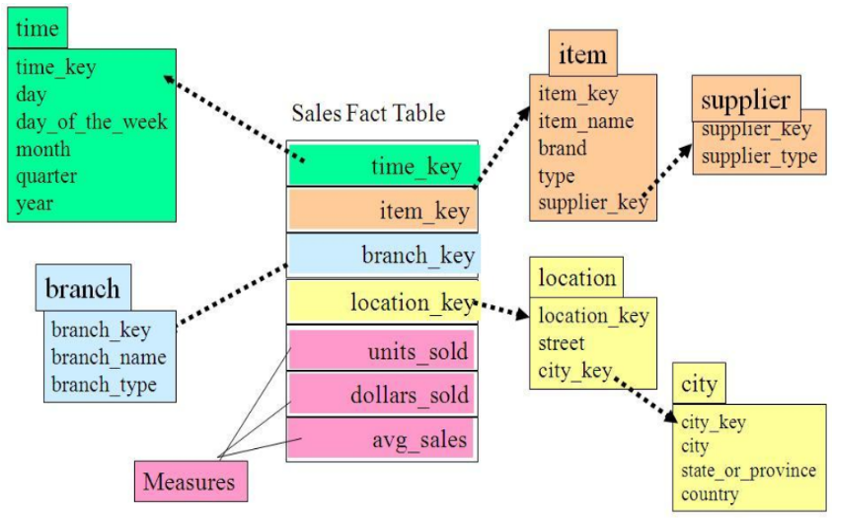 time
time_key
day
day_of_the_week
month
quarter
year
Sales Fact Table
time_key
item_key
branch_key
location_key
units_sold
dollars_sold
avg_sales
Measures
branch
branch_key
branch_name
branch_type
item
item_key
item_name
brand
type
supplier_key
supplier
supplier_key
supplier_type
location
location_key
street
city_key
city
city_key
city
state_or_province
country